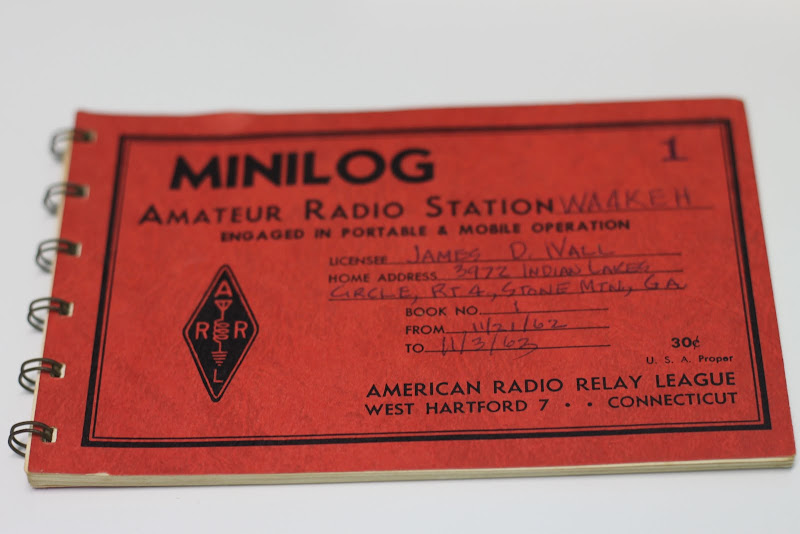 1
MINILOG
AMATEUR RADIO STATION WA4KEH
ENGAGED IN PORTABLE & MOBILE OPERATION
LICENSEE JAMES D. WALL
HOME ADDRESS 3972 INDIAN LAKES
CIRCLE, RT 4, STONE MTN, GA
BOOK NO. 1
FROM 11/21/62
TO 11/3/63
A
R R
L
30¢
U. S. A. Proper
AMERICAN RADIO RELAY LEAGUE
WEST HARTFORD 7 · · CONNECTICUT